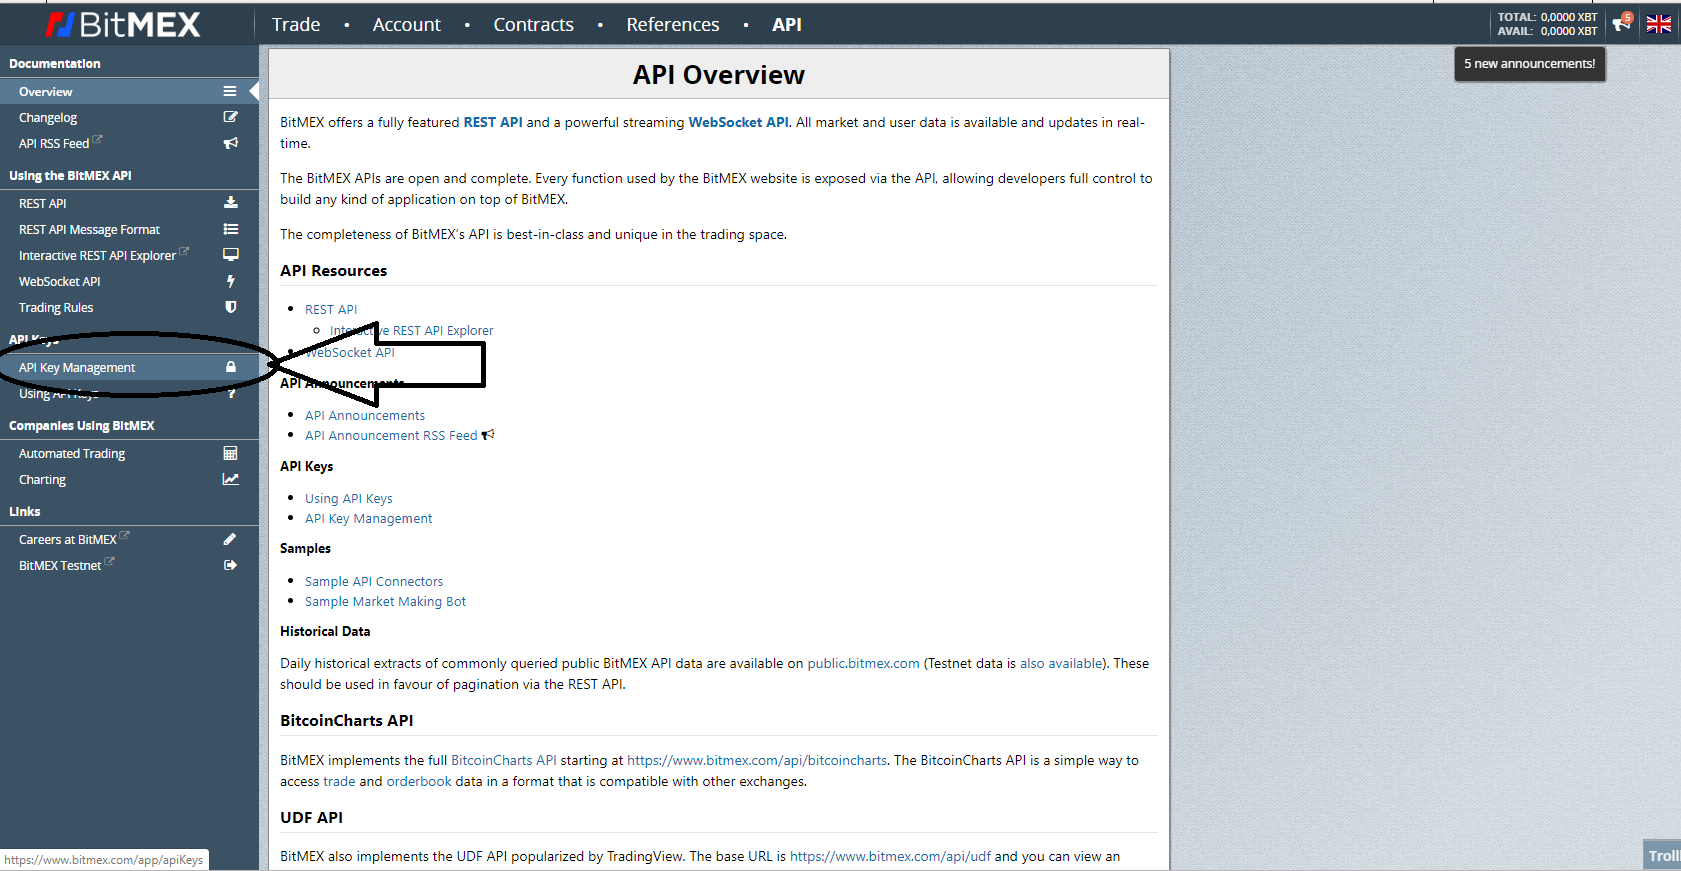 BitMEX
Trade • Account • Contracts • References • API
TOTAL: 0,0000 XBT
AVAIL: 0,0000 XBT
5
5 new announcements!
Documentation
Overview
Changelog
API RSS Feed
Using the BitMEX API
REST API
REST API Message Format
Interactive REST API Explorer
WebSocket API
Trading Rules
API Keys
API Key Management
Using API Keys
Companies Using BitMEX
Automated Trading
Charting
Links
Careers at BitMEX
BitMEX Testnet
https://www.bitmex.com/app/apiKeys
API Overview
BitMEX offers a fully featured REST API and a powerful streaming WebSocket API. All market and user data is available and updates in real-
time.
The BitMEX APIs are open and complete. Every function used by the BitMEX website is exposed via the API, allowing developers full control to
build any kind of application on top of BitMEX.
The completeness of BitMEX's API is best-in-class and unique in the trading space.
API Resources
• REST API
Interactive REST API Explorer
• WebSocket API
API Announcements
• API Announcements
• API Announcement RSS Feed
API Keys
• Using API Keys
• API Key Management
Samples
• Sample API Connectors
• Sample Market Making Bot
Historical Data
Daily historical extracts of commonly queried public BitMEX API data are available on public.bitmex.com (Testnet data is also available). These
should be used in favour of pagination via the REST API.
BitcoinCharts API
BitMEX implements the full BitcoinCharts API starting at https://www.bitmex.com/api/bitcoincharts. The BitcoinCharts API is a simple way to
access trade and orderbook data in a format that is compatible with other exchanges.
UDF API
BitMEX also implements the UDF API popularized by TradingView. The base URL is https://www.bitmex.com/api/udf and you can view an